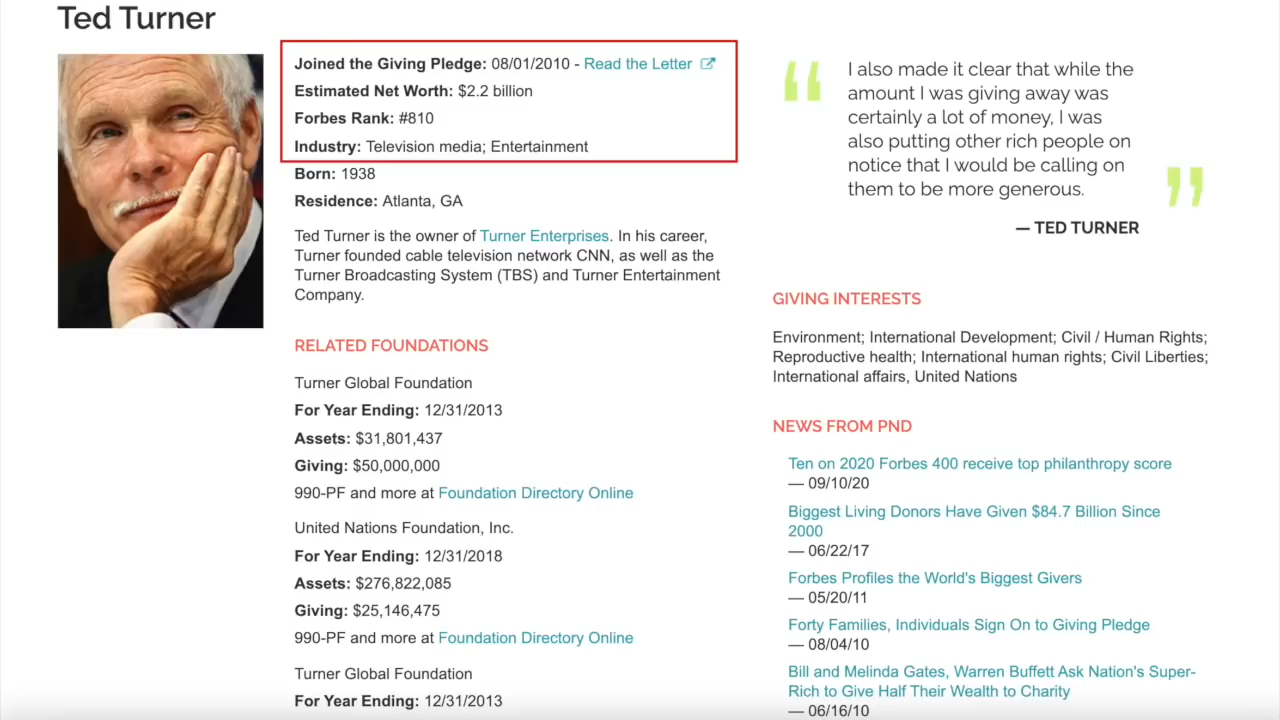 Ted Turner
Joined the Giving Pledge: 08/01/2010 - Read the Letter
Estimated Net Worth: $2.2 billion
Forbes Rank: #810
Industry: Television media; Entertainment
Born: 1938
Residence: Atlanta, GA
Ted Turner is the owner of Turner Enterprises. In his career,
Turner founded cable television network CNN, as well as the
Turner Broadcasting System (TBS) and Turner Entertainment
Company.
RELATED FOUNDATIONS
Turner Global Foundation
For Year Ending: 12/31/2013
Assets: $31,801,437
Giving: $50,000,000
990-PF and more at Foundation Directory Online
United Nations Foundation, Inc.
For Year Ending: 12/31/2018
Assets: $276,822,085
Giving: $25,146,475
990-PF and more at Foundation Directory Online
Turner Global Foundation
For Year Ending: 12/31/2013
“ I also made it clear that while the
amount I was giving away was
certainly a lot of money, I was
also putting other rich people on
notice that I would be calling on
them to be more generous. ”
— TED TURNER
GIVING INTERESTS
Environment; International Development; Civil / Human Rights;
Reproductive health; International human rights; Civil Liberties;
International affairs, United Nations
NEWS FROM PND
Ten on 2020 Forbes 400 receive top philanthropy score
— 09/10/20
Biggest Living Donors Have Given $84.7 Billion Since
2000
— 06/22/17
Forbes Profiles the World's Biggest Givers
— 05/20/11
Forty Families, Individuals Sign On to Giving Pledge
— 08/04/10
Bill and Melinda Gates, Warren Buffett Ask Nation's Super-
Rich to Give Half Their Wealth to Charity
— 06/16/10